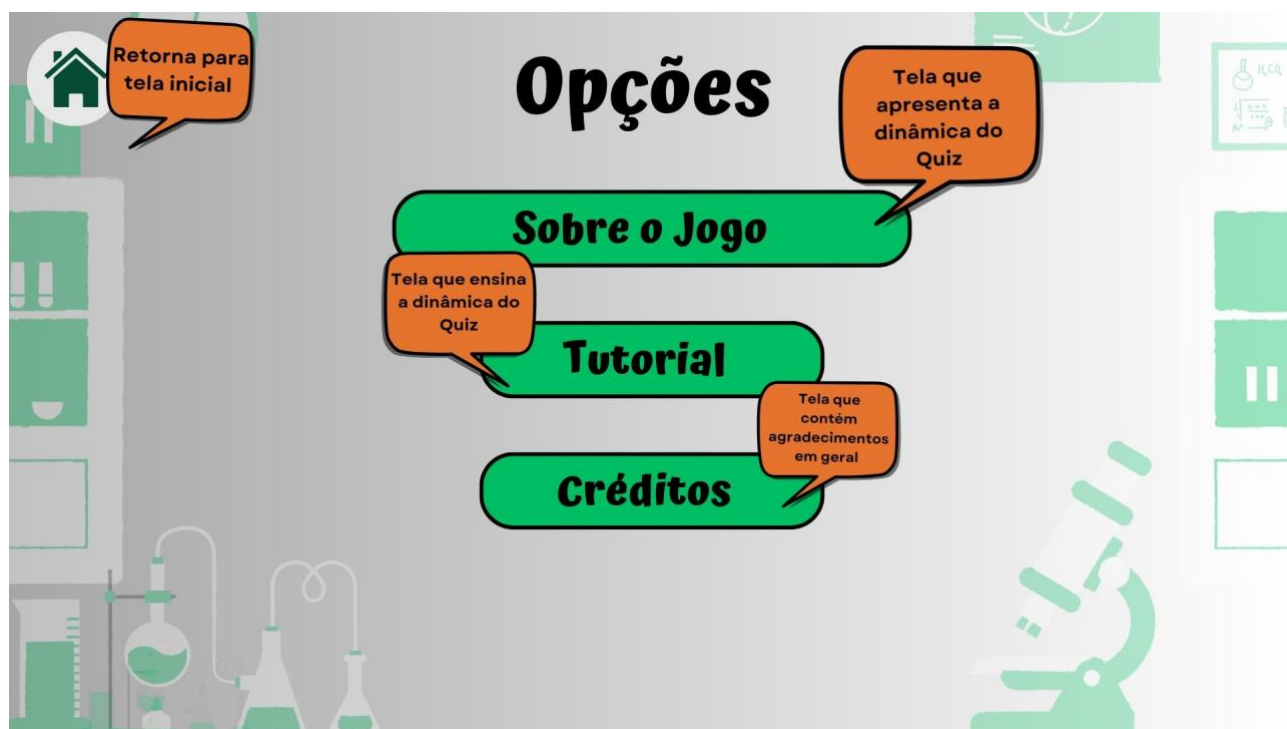 Retorna para
tela inicial
Opções
Tela que
apresenta a
dinâmica do
Quiz
Sobre o Jogo
Tela que ensina
a dinâmica do
Quiz
Tutorial
Tela que
contém
agradecimentos
em geral
Créditos